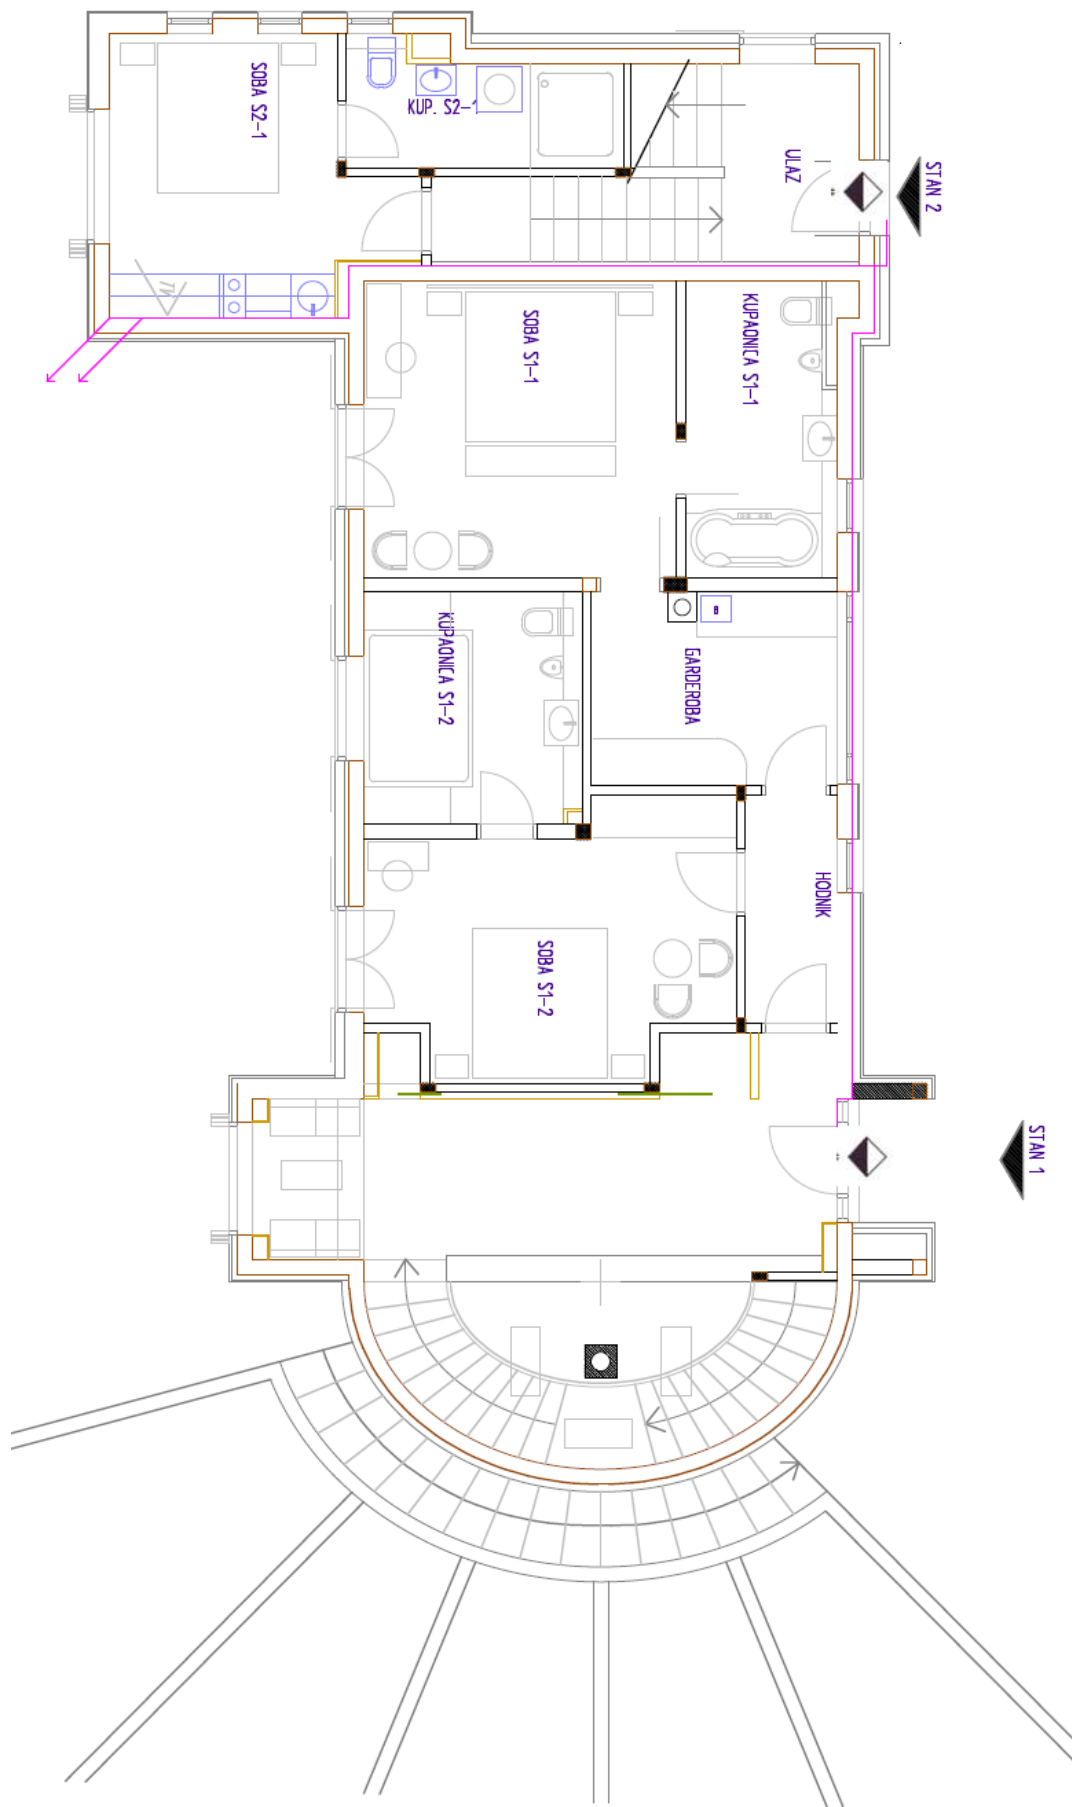 SOBA S2-1
KUP. S2-1
ULAZ
STAN 2
TV
SOBA S1-1
KUPAONICA S1-1
KUPAONICA S1-2
GARDEROBA
HODNIK
SOBA S1-2
STAN 1